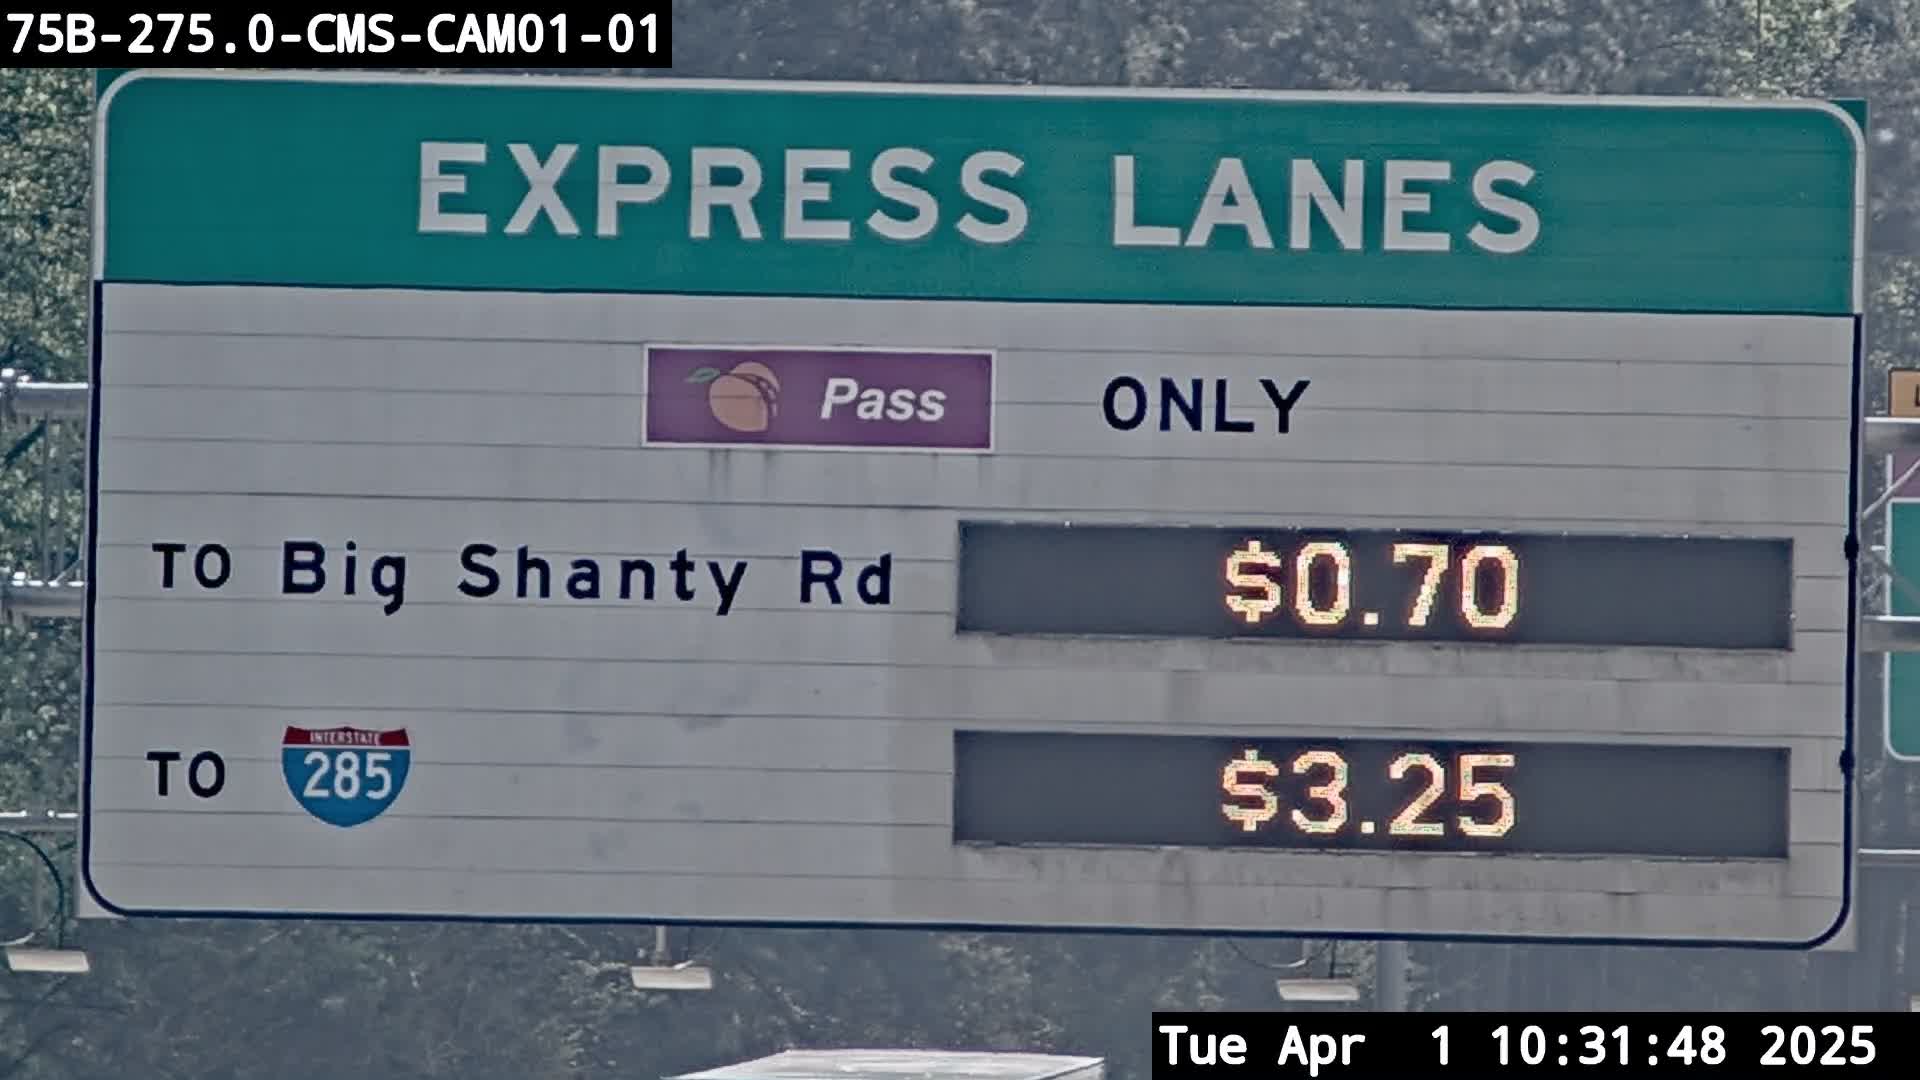 75B-275.0-CMS-CAM01-01
EXPRESS LANES
Pass ONLY
TO Big Shanty Rd $0.70
TO INTERSTATE 285 $3.25
Tue Apr 1 10:31:48 2025